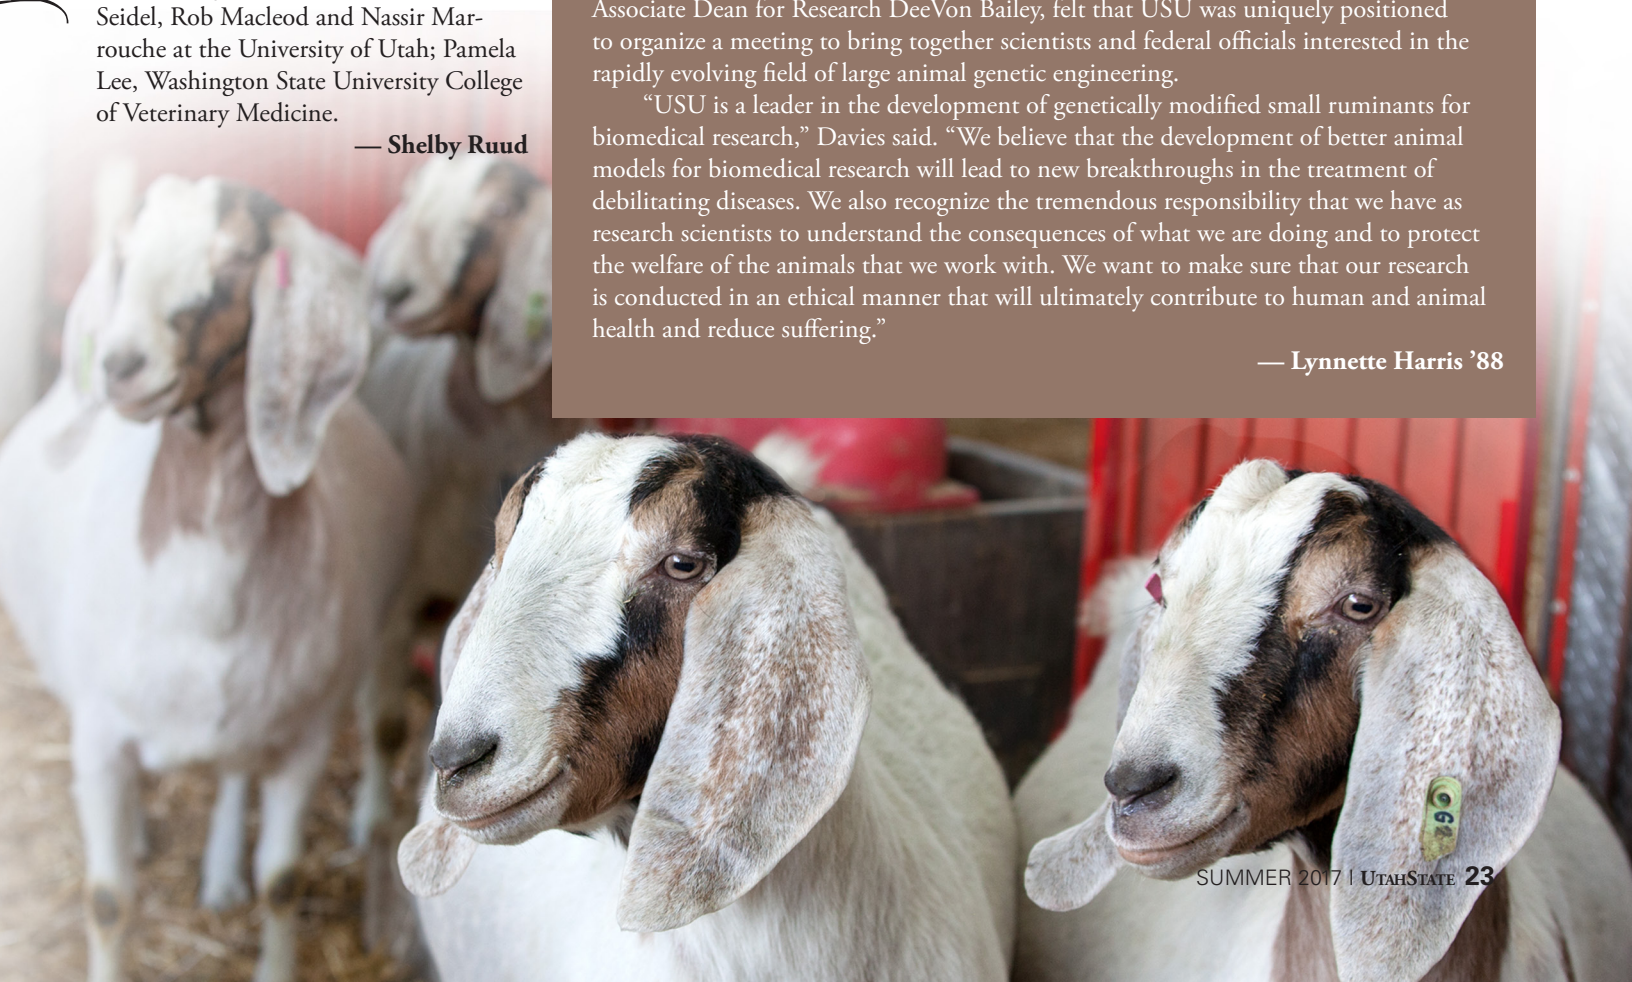 Seidel, Rob Macleod and Nassir Mar-
rouche at the University of Utah; Pamela
Lee, Washington State University College
of Veterinary Medicine.
— Shelby Ruud
Associate Dean for Research DeeVon Bailey, felt that USU was uniquely positioned
to organize a meeting to bring together scientists and federal officials interested in the
rapidly evolving field of large animal genetic engineering.
“USU is a leader in the development of genetically modified small ruminants for
biomedical research,” Davies said. “We believe that the development of better animal
models for biomedical research will lead to new breakthroughs in the treatment of
debilitating diseases. We also recognize the tremendous responsibility that we have as
research scientists to understand the consequences of what we are doing and to protect
the welfare of the animals that we work with. We want to make sure that our research
is conducted in an ethical manner that will ultimately contribute to human and animal
health and reduce suffering.”
— Lynnette Harris ’88
SUMMER 2017 | UTAHSTATE 23